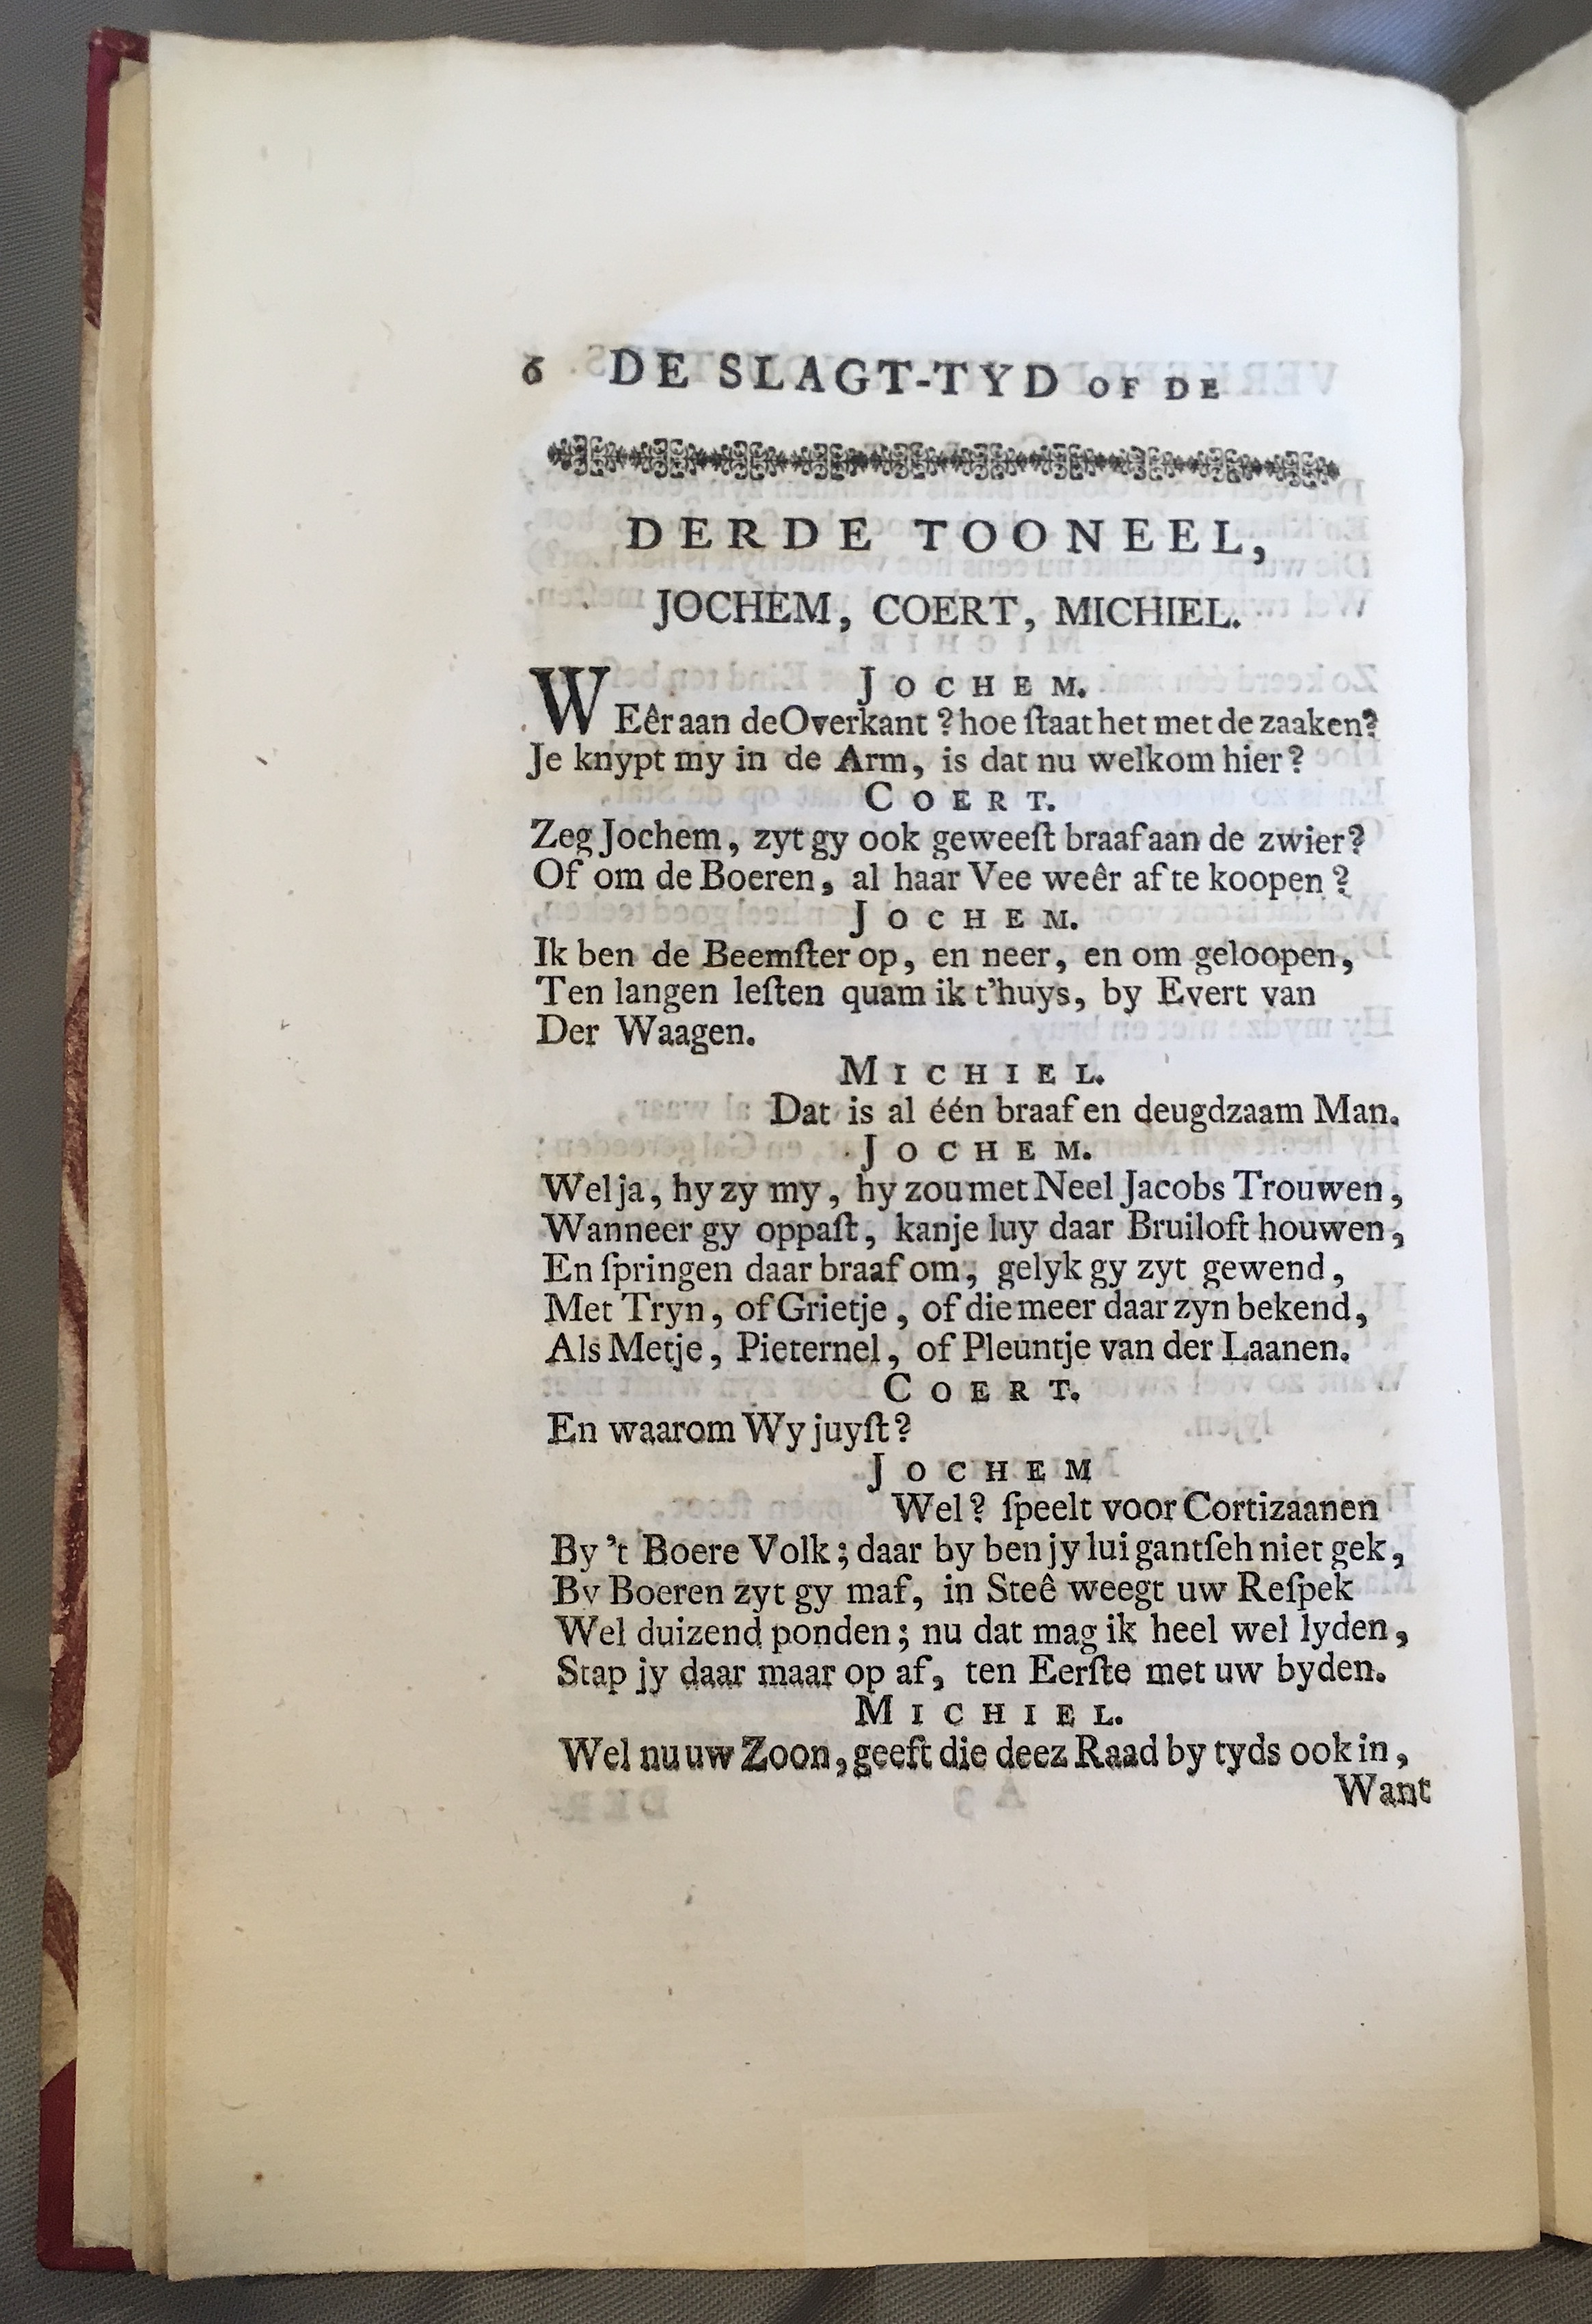 6 DE SLAGT-TYD OF DE
DERDE TOONEEL,
JOCHEM, COERT, MICHIEL.
JOCHEM.
WEêr aan de Overkant? hoe ſtaat het met de zaaken?
Je knypt my in de Arm, is dat nu welkom hier?
COERT.
Zeg Jochem, zyt gy ook geweeſt braaf aan de zwier?
Of om de Boeren, al haar Vee weêr af te koopen?
JOCHEM.
Ik ben de Beemſter op, en neer, en om geloopen,
Ten langen leſten quam ik t'huys, by Evert van
Der Waagen.
MICHIEL.
Dat is al één braaf en deugdzaam Man.
JOCHEM.
Wel ja, hy zy my, hy zou met Neel Jacobs Trouwen,
Wanneer gy oppaſt, kanje luy daar Bruiloft houwen,
En ſpringen daar braaf om, gelyk gy zyt gewend,
Met Tryn, of Grietje, of die meer daar zyn bekend,
Als Metje, Pieternel, of Pleuntje van der Laanen.
COERT.
En waarom Wy juyſt?
JOCHEM
Wel? ſpeelt voor Cortizaanen
By 't Boere Volk; daar by ben jy lui gantſeh niet gek,
By Boeren zyt gy maf, in Steê weegt uw Reſpek
Wel duizend ponden; nu dat mag ik heel wel lyden,
Stap jy daar maar op af, ten Eerſte met uw byden.
MICHIEL.
Wel nu uw Zoon, geeft die deez Raad by tyds ook in,
Want